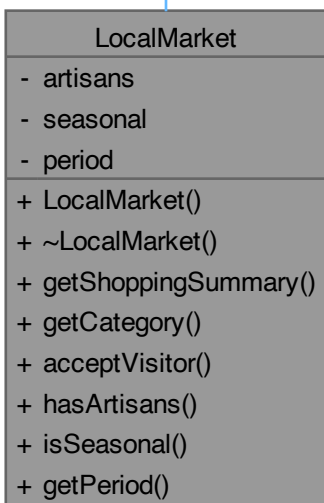 LocalMarket
- artisans
- seasonal
- period
+ LocalMarket()
+ ~LocalMarket()
+ getShoppingSummary()
+ getCategory()
+ acceptVisitor()
+ hasArtisans()
+ isSeasonal()
+ getPeriod()